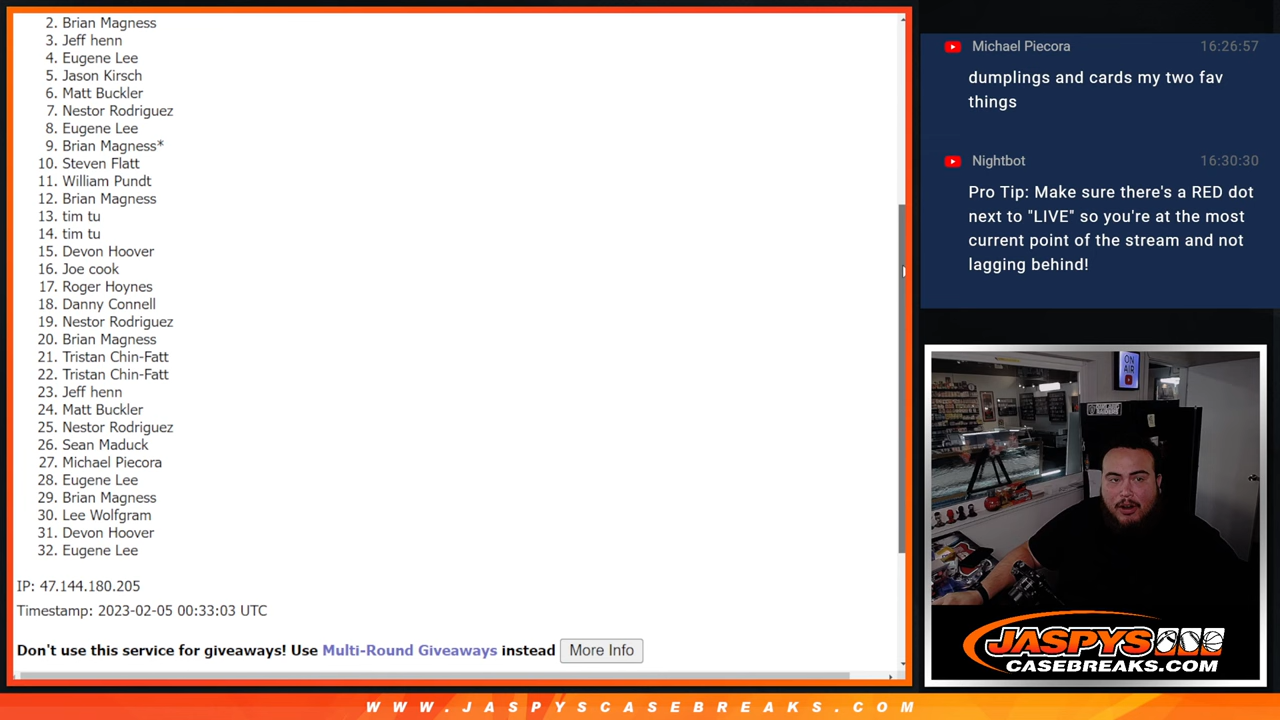 2. Brian Magness
3. Jeff henn
4. Eugene Lee
5. Jason Kirsch
6. Matt Buckler
7. Nestor Rodriguez
8. Eugene Lee
9. Brian Magness*
10. Steven Flatt
11. William Pundt
12. Brian Magness
13. tim tu
14. tim tu
15. Devon Hoover
16. Joe cook
17. Roger Hoynes
18. Danny Connell
19. Nestor Rodriguez
20. Brian Magness
21. Tristan Chin-Fatt
22. Tristan Chin-Fatt
23. Jeff henn
24. Matt Buckler
25. Nestor Rodriguez
26. Sean Maduck
27. Michael Piecora
28. Eugene Lee
29. Brian Magness
30. Lee Wolfgram
31. Devon Hoover
32. Eugene Lee
IP: 47.144.180.205
Timestamp: 2023-02-05 00:33:03 UTC
Don't use this service for giveaways! Use Multi-Round Giveaways instead More Info
Michael Piecora 16:26:57
dumplings and cards my two fav
things
Nightbot 16:30:30
Pro Tip: Make sure there's a RED dot
next to "LIVE" so you're at the most
current point of the stream and not
lagging behind!
ON
AIR
JASPYS
CASEBREAKS.COM
WWW.JASPYSCASEBREAKS.COM